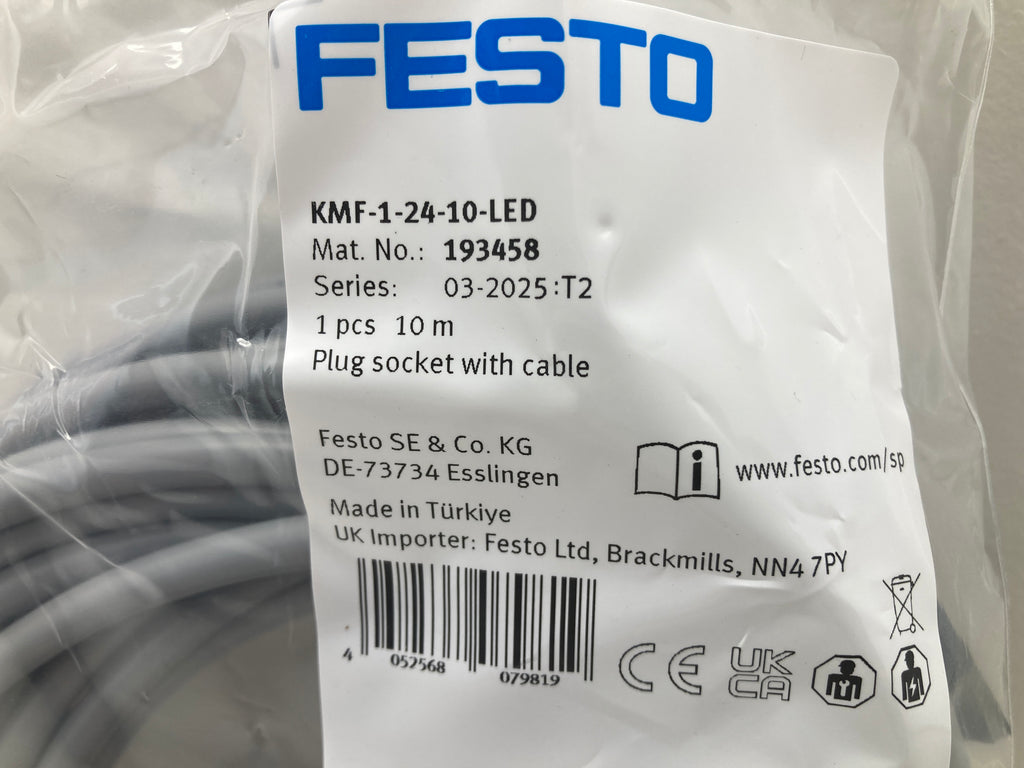 FESTO
KMF-1-24-10-LED
Mat. No.: 193458
Series: 03-2025:T2
1 pcs 10 m
Plug socket with cable
Festo SE & Co. KG
DE-73734 Esslingen
www.festo.com/sp
Made in Türkiye
UK Importer: Festo Ltd, Brackmills, NN4 7PY
4 052568 079819
CE UK CA